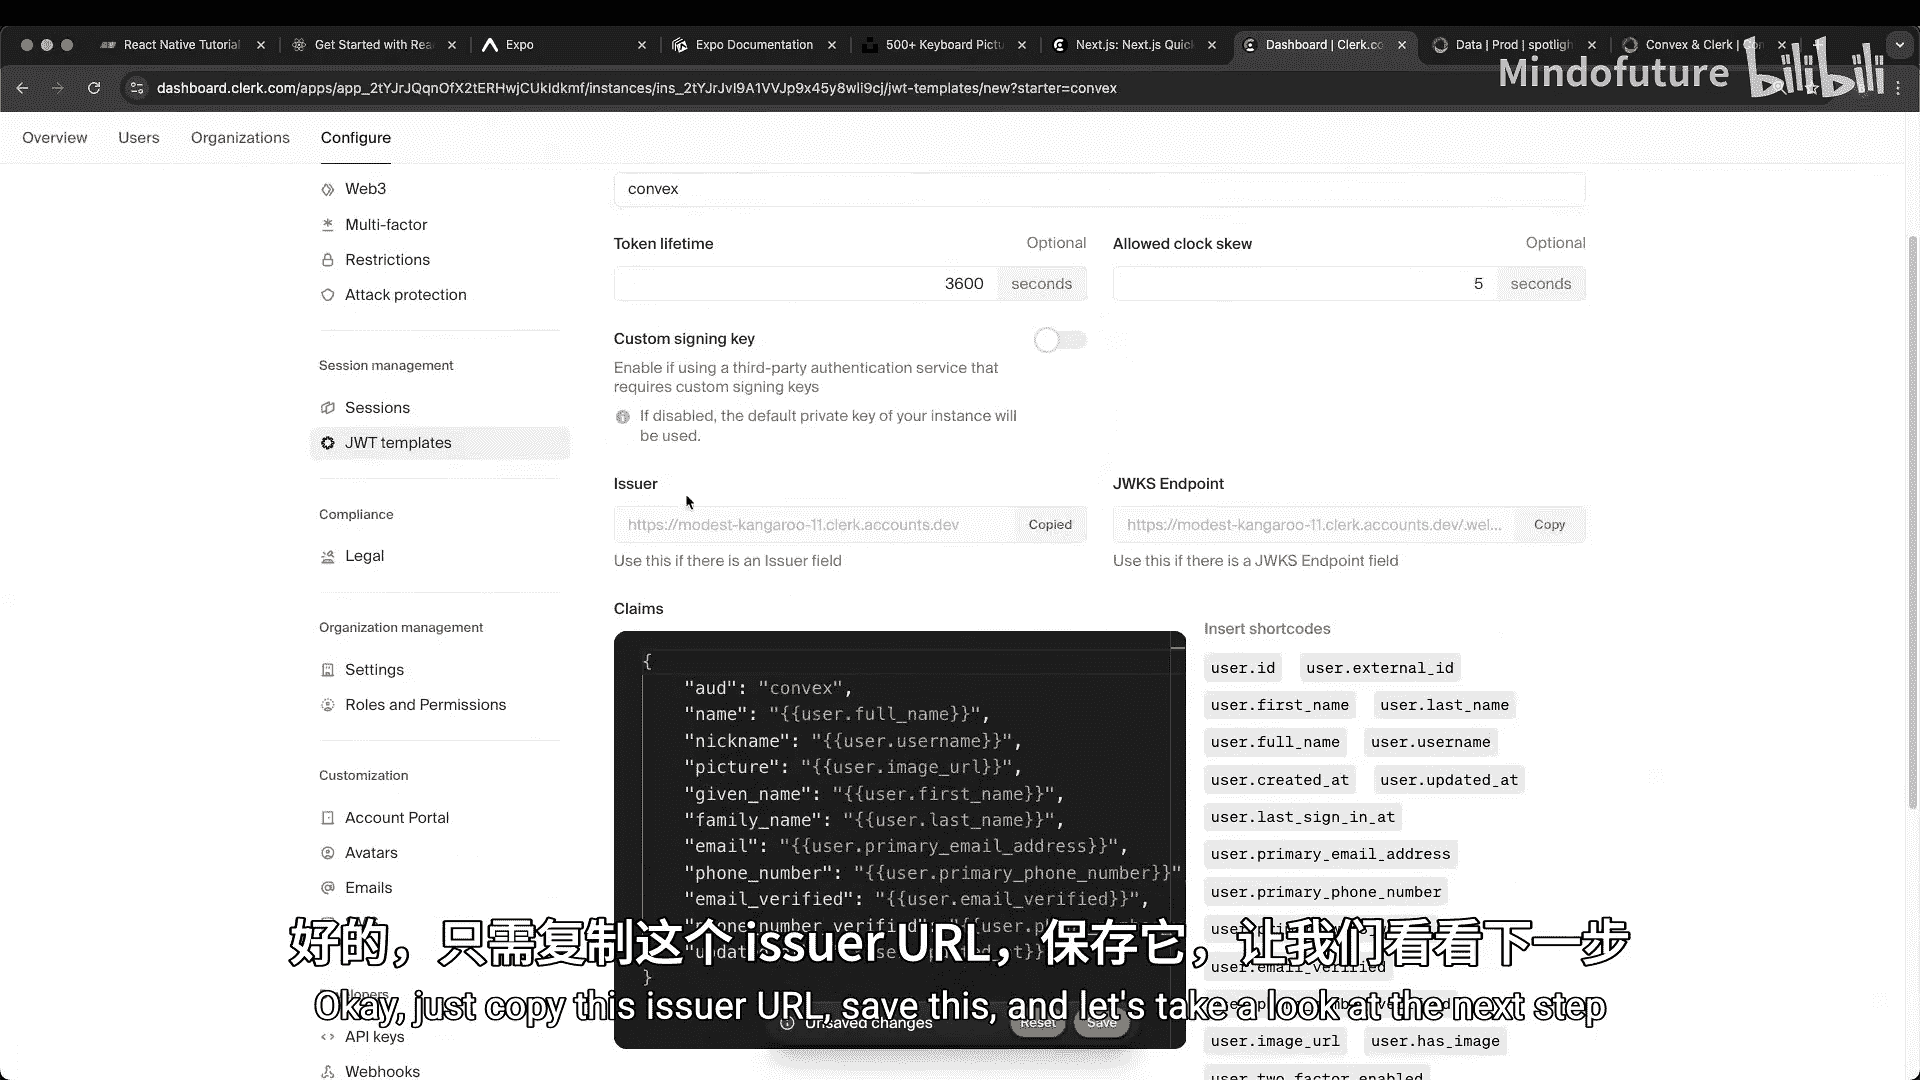 React Native Tutorial
Get Started with Rea
Expo
Expo Documentation
500+ Keyboard Pictu
Next.js: Next.js Quic
Dashboard | Clerk.co
Data | Prod | spotligh
Convex & Clerk |
Mindofuture bilibili
dashboard.clerk.com/apps/app_2tYJrJQqnOfX2tERHwjCUkIdkmf/instances/ins_2tYJrJvI9A1VVJp9x45y8wIi9cj/jwt-templates/new?starter=convex
Overview
Users
Organizations
Configure
Web3
Multi-factor
Restrictions
Attack protection
Session management
Sessions
JWT templates
Compliance
Legal
Organization management
Settings
Roles and Permissions
Customization
Account Portal
Avatars
Emails
API keys
Webhooks
convex
Token lifetime
Optional
3600 seconds
Allowed clock skew
Optional
5 seconds
Custom signing key
Enable if using a third-party authentication service that
requires custom signing keys
If disabled, the default private key of your instance will
be used.
Issuer
https://modest-kangaroo-11.clerk.accounts.dev
Copied
Use this if there is an Issuer field
JWKS Endpoint
https://modest-kangaroo-11.clerk.accounts.dev/.wel...
Copy
Use this if there is a JWKS Endpoint field
Claims
{
"aud": "convex",
"name": "{{user.full_name}}",
"nickname": "{{user.username}}",
"picture": "{{user.image_url}}",
"given_name": "{{user.first_name}}",
"family_name": "{{user.last_name}}",
"email": "{{user.primary_email_address}}",
"phone_number": "{{user.primary_phone_number}}"
"email_verified": "{{user.email_verified}}",
}
Unsaved changes
Reset
Save
Insert shortcodes
user.id
user.external_id
user.first_name
user.last_name
user.full_name
user.username
user.created_at
user.updated_at
user.last_sign_in_at
user.primary_email_address
user.primary_phone_number
user.email_verified
user.image_url
user.has_image
user.two_factor_enabled
好的，只需复制这个 issuer URL，保存它，让我们看看下一步
Okay, just copy this issuer URL, save this, and let's take a look at the next step